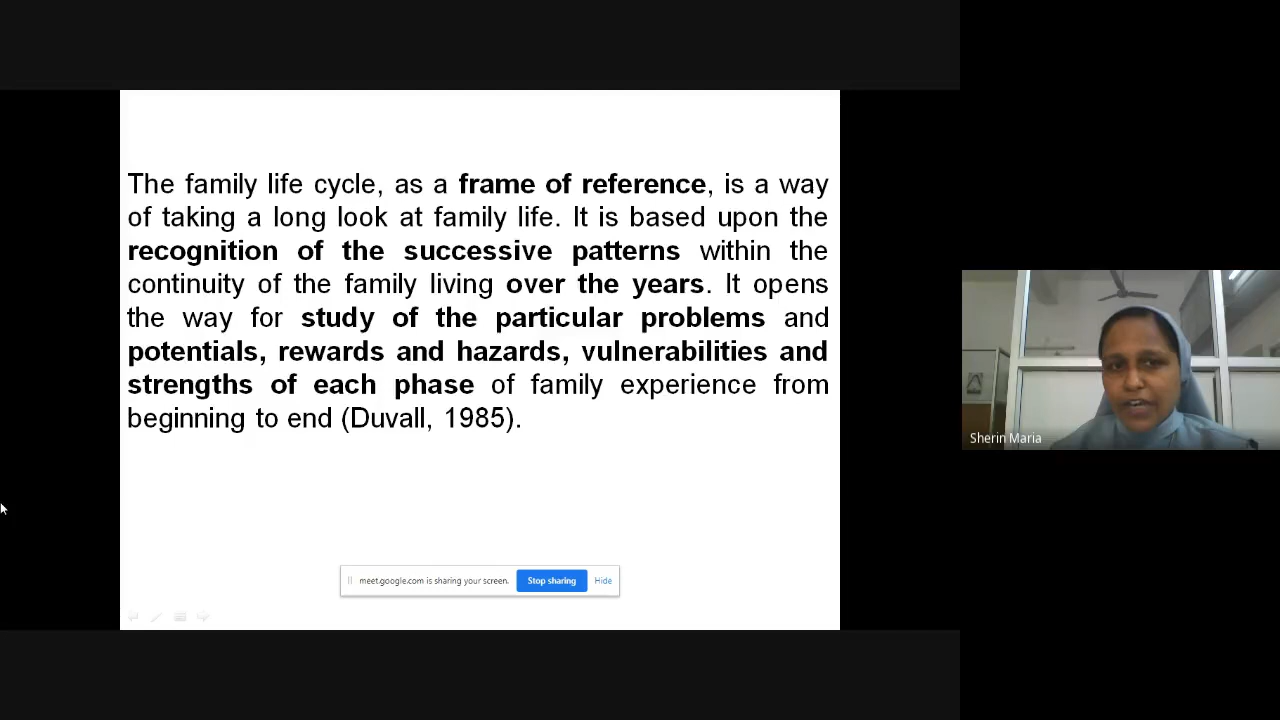 The family life cycle, as a frame of reference, is a way
of taking a long look at family life. It is based upon the
recognition of the successive patterns within the
continuity of the family living over the years. It opens
the way for study of the particular problems and
potentials, rewards and hazards, vulnerabilities and
strengths of each phase of family experience from
beginning to end (Duvall, 1985).
Sherin Maria
meet.google.com is sharing your screen. Stop sharing Hide